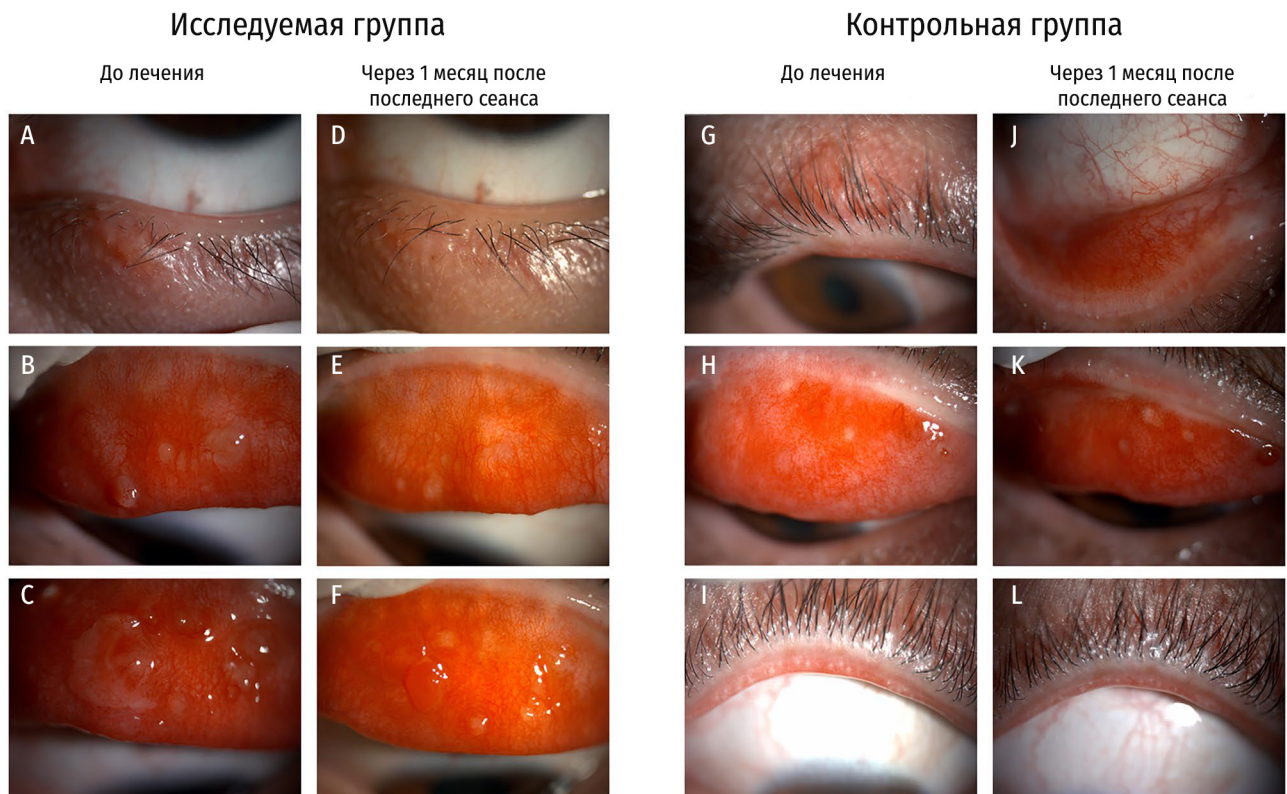 Исследуемая группа
Контрольная группа
До лечения
Через 1 месяц после
последнего сеанса
До лечения
Через 1 месяц после
последнего сеанса
A
D
G
J
B
E
H
K
C
F
I
L